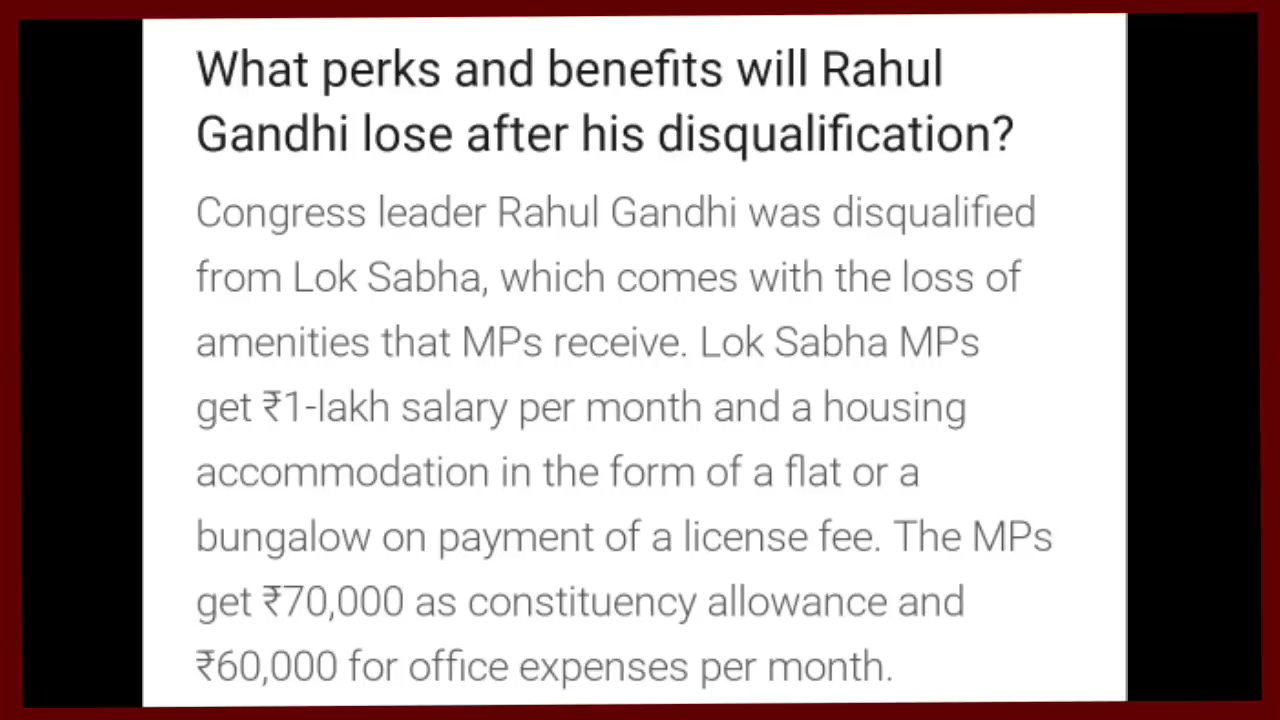 What perks and benefits will Rahul
Gandhi lose after his disqualification?
Congress leader Rahul Gandhi was disqualified
from Lok Sabha, which comes with the loss of
amenities that MPs receive. Lok Sabha MPs
get ₹1-lakh salary per month and a housing
accommodation in the form of a flat or a
bungalow on payment of a license fee. The MPs
get ₹70,000 as constituency allowance and
₹60,000 for office expenses per month.